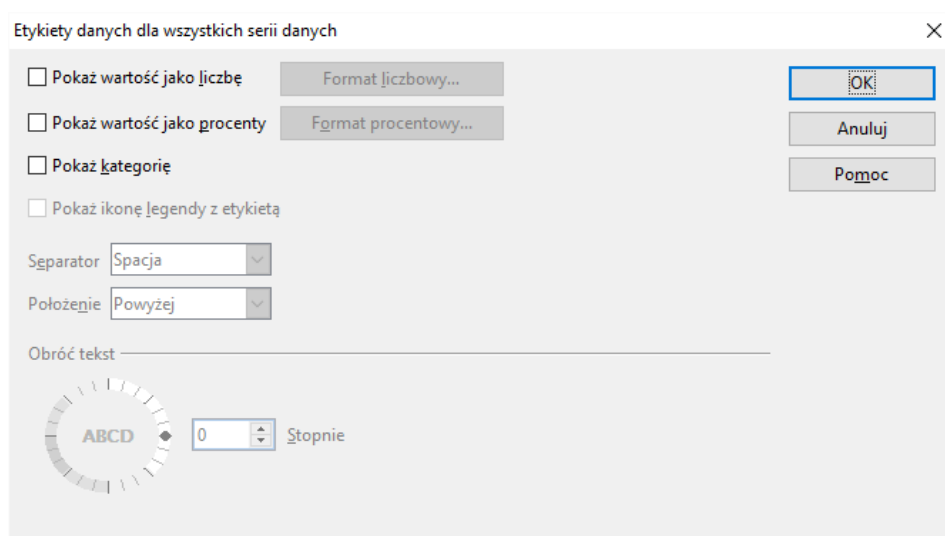 Etykiety danych dla wszystkich serii danych
Pokaż wartość jako liczbę
Format liczbowy...
OK
Pokaż wartość jako procenty
Format procentowy...
Anuluj
Pokaż kategorię
Pomoc
Pokaż ikonę legendy z etykietą
Separator Spacja
Położenie Powyżej
Obróć tekst
ABCD
0 Stopnie